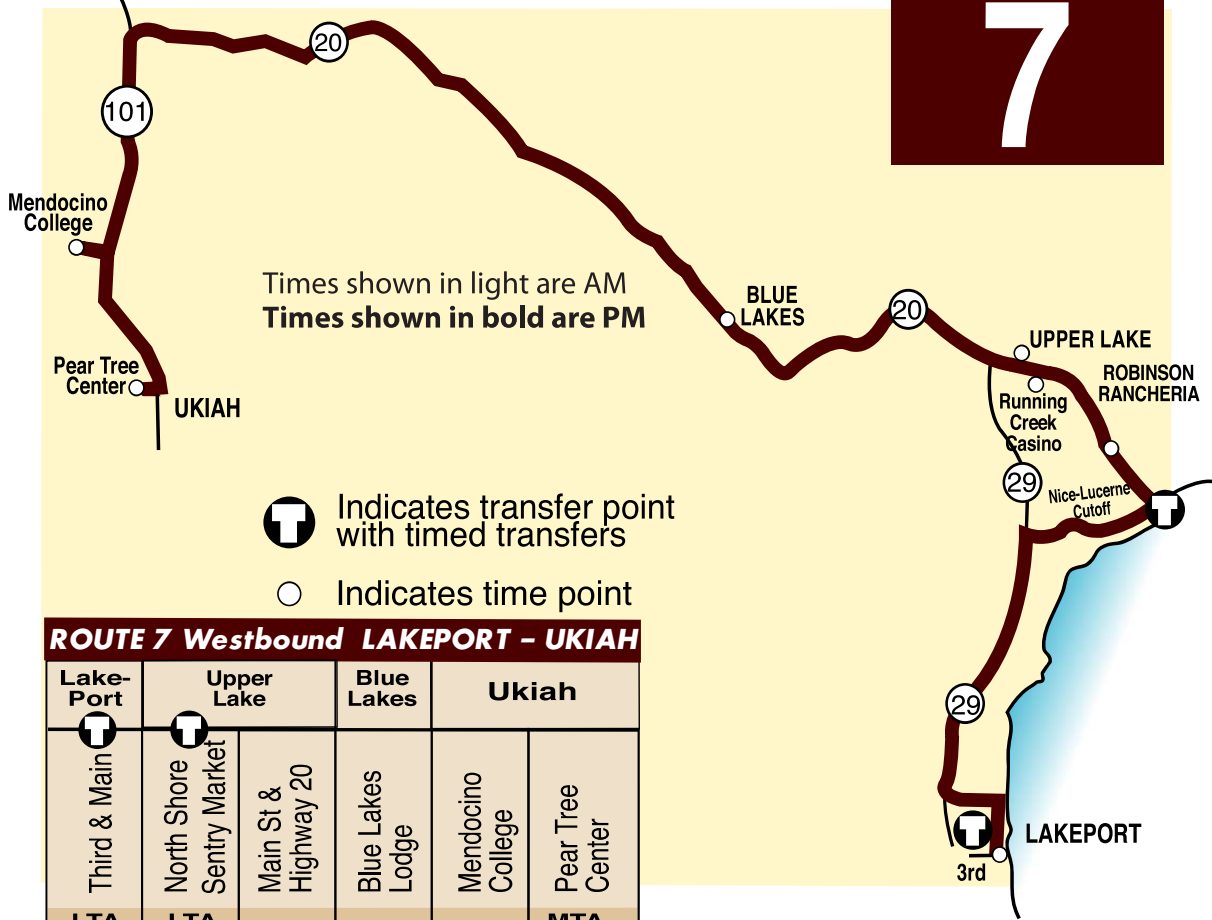 7
20
101
Mendocino
College
Times shown in light are AM
Times shown in bold are PM
BLUE
LAKES
20
UPPER LAKE
ROBINSON
RANCHERIA
Pear Tree
Center
UKIAH
Running
Creek
Casino
29
Nice-Lucerne
Cutoff
T
T Indicates transfer point
with timed transfers
Indicates time point
29
T
LAKEPORT
3rd
ROUTE 7 Westbound LAKEPORT – UKIAH
Lake-
Port
Upper
Lake
Blue
Lakes
Ukiah
T
T
Third & Main
North Shore
Sentry Market
Main St &
Highway 20
Blue Lakes
Lodge
Mendocino
College
Pear Tree
Center
LTA
LTA
MTA